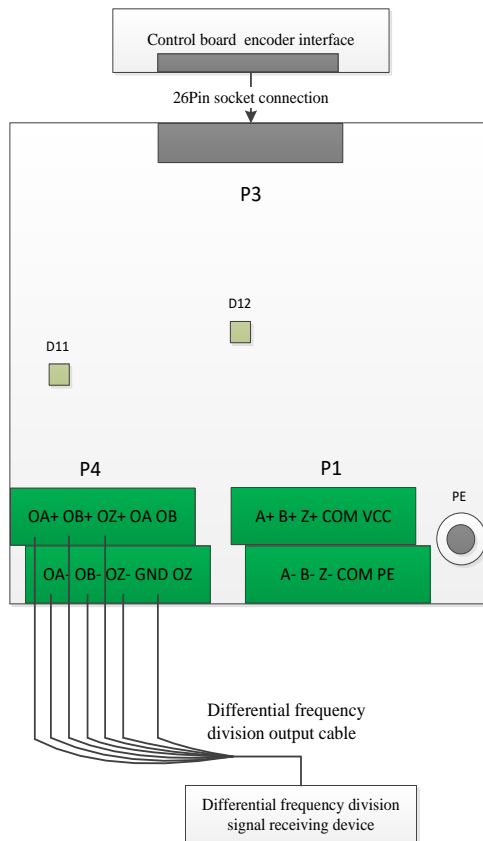 Control board encoder interface
26Pin socket connection
P3
D12
D11
P4
P1
PE
OA+ OB+ OZ+ OA OB
A+ B+ Z+ COM VCC
OA- OB- OZ- GND OZ
A- B- Z- COM PE
Differential frequency
division output cable
Differential frequency division
signal receiving device